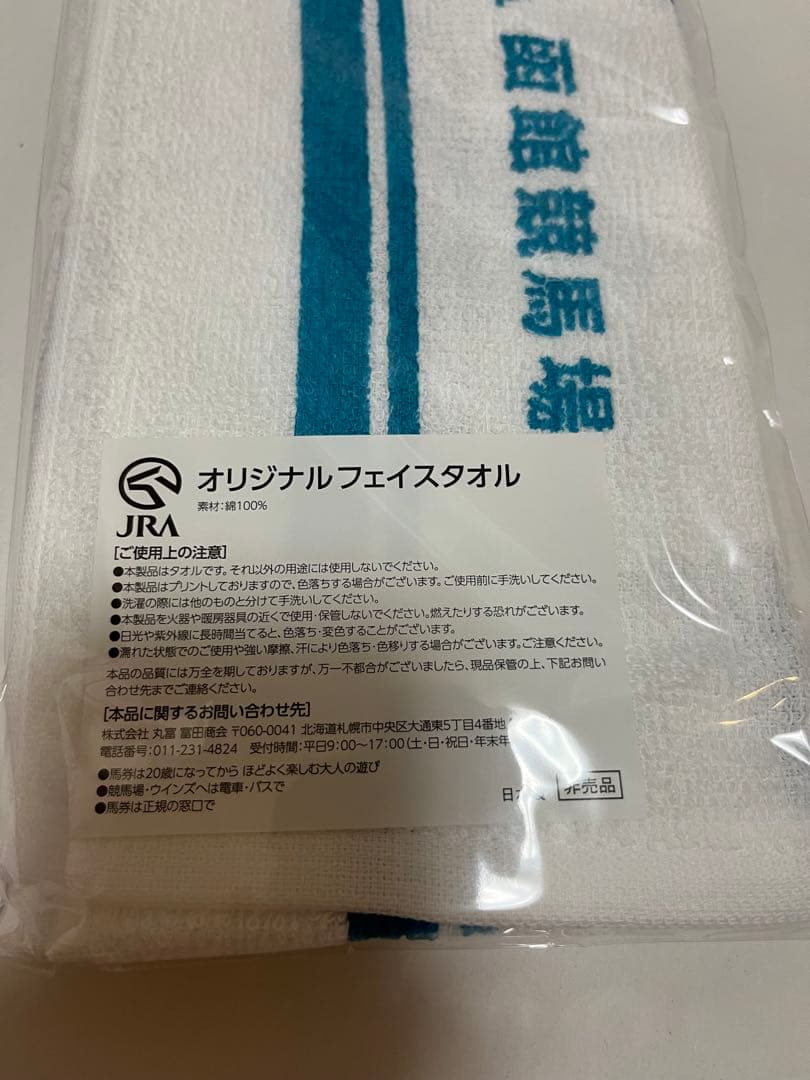 函館競馬場
JRA
オリジナルフェイスタオル
素材:綿100%
[ご使用上の注意]
●本製品はタオルです。それ以外の用途には使用しないでください。
●本製品はプリントしておりますので、色落ちする場合がございます。ご使用前に手洗いしてください。
●洗濯の際には他のものと分けて手洗いしてください。
●本製品を火器や暖房器具の近くで使用・保管しないでください。燃えたりする恐れがございます。
●日光や紫外線に長時間当てると、色落ち・変色することがございます。
●濡れた状態でのご使用や強い摩擦、汗により色落ち・色移りする場合がございます。ご注意ください。
本品の品質には万全を期しておりますが、万一不都合がございましたら、現品保管の上、下記お問い
合わせ先までご連絡ください。
[本品に関するお問い合わせ先]
株式会社 丸富 富田商会 〒060-0041 北海道札幌市中央区大通東5丁目4番地
電話番号:011-231-4824 受付時間:平日9:00〜17:00(土・日・祝日・年末年
●馬券は20歳になってから ほどよく楽しむ大人の遊び
●競馬場・ウインズへは電車・バスで
●馬券は正規の窓口で
日本製 非売品